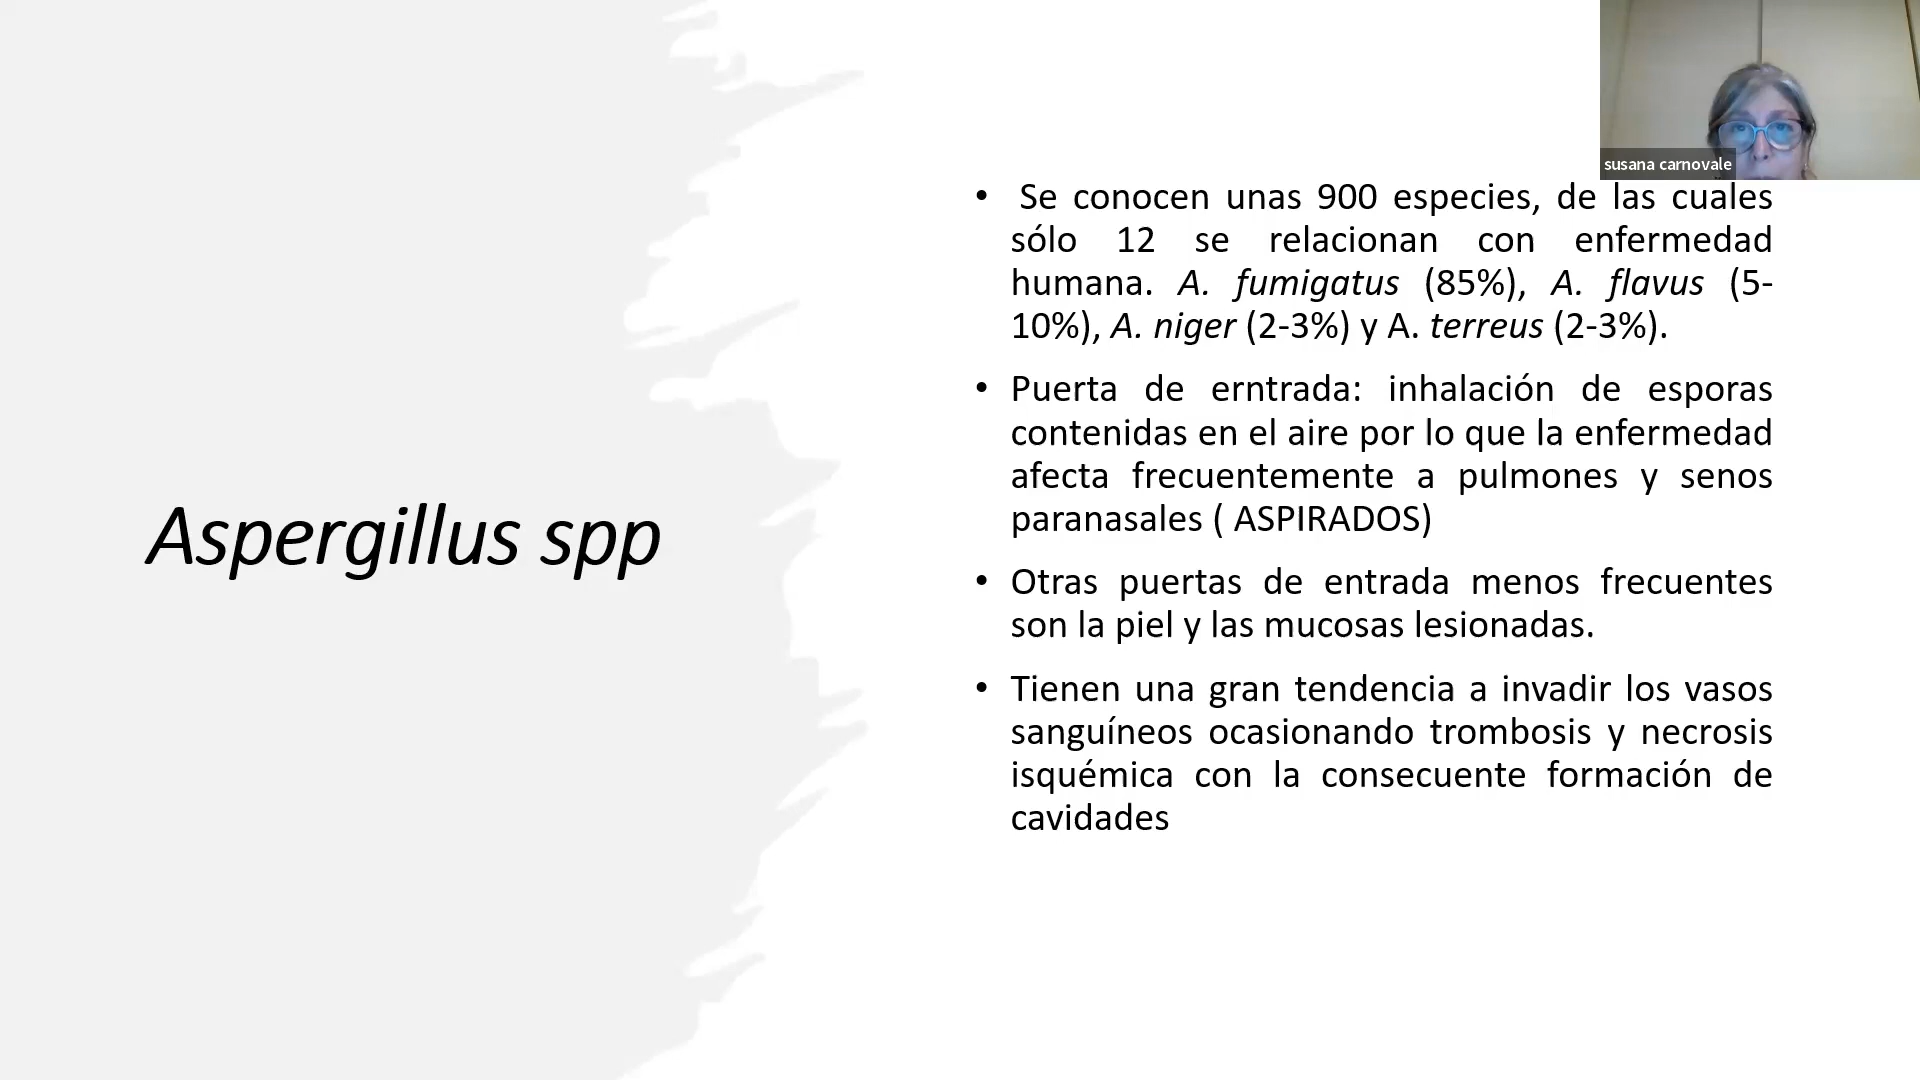 susana carnovale
Aspergillus spp
• Se conocen unas 900 especies, de las cuales
sólo 12 se relacionan con enfermedad
humana. A. fumigatus (85%), A. flavus (5-
10%), A. niger (2-3%) y A. terreus (2-3%).
• Puerta de erntrada: inhalación de esporas
contenidas en el aire por lo que la enfermedad
afecta frecuentemente a pulmones y senos
paranasales ( ASPIRADOS)
• Otras puertas de entrada menos frecuentes
son la piel y las mucosas lesionadas.
• Tienen una gran tendencia a invadir los vasos
sanguíneos ocasionando trombosis y necrosis
isquémica con la consecuente formación de
cavidades